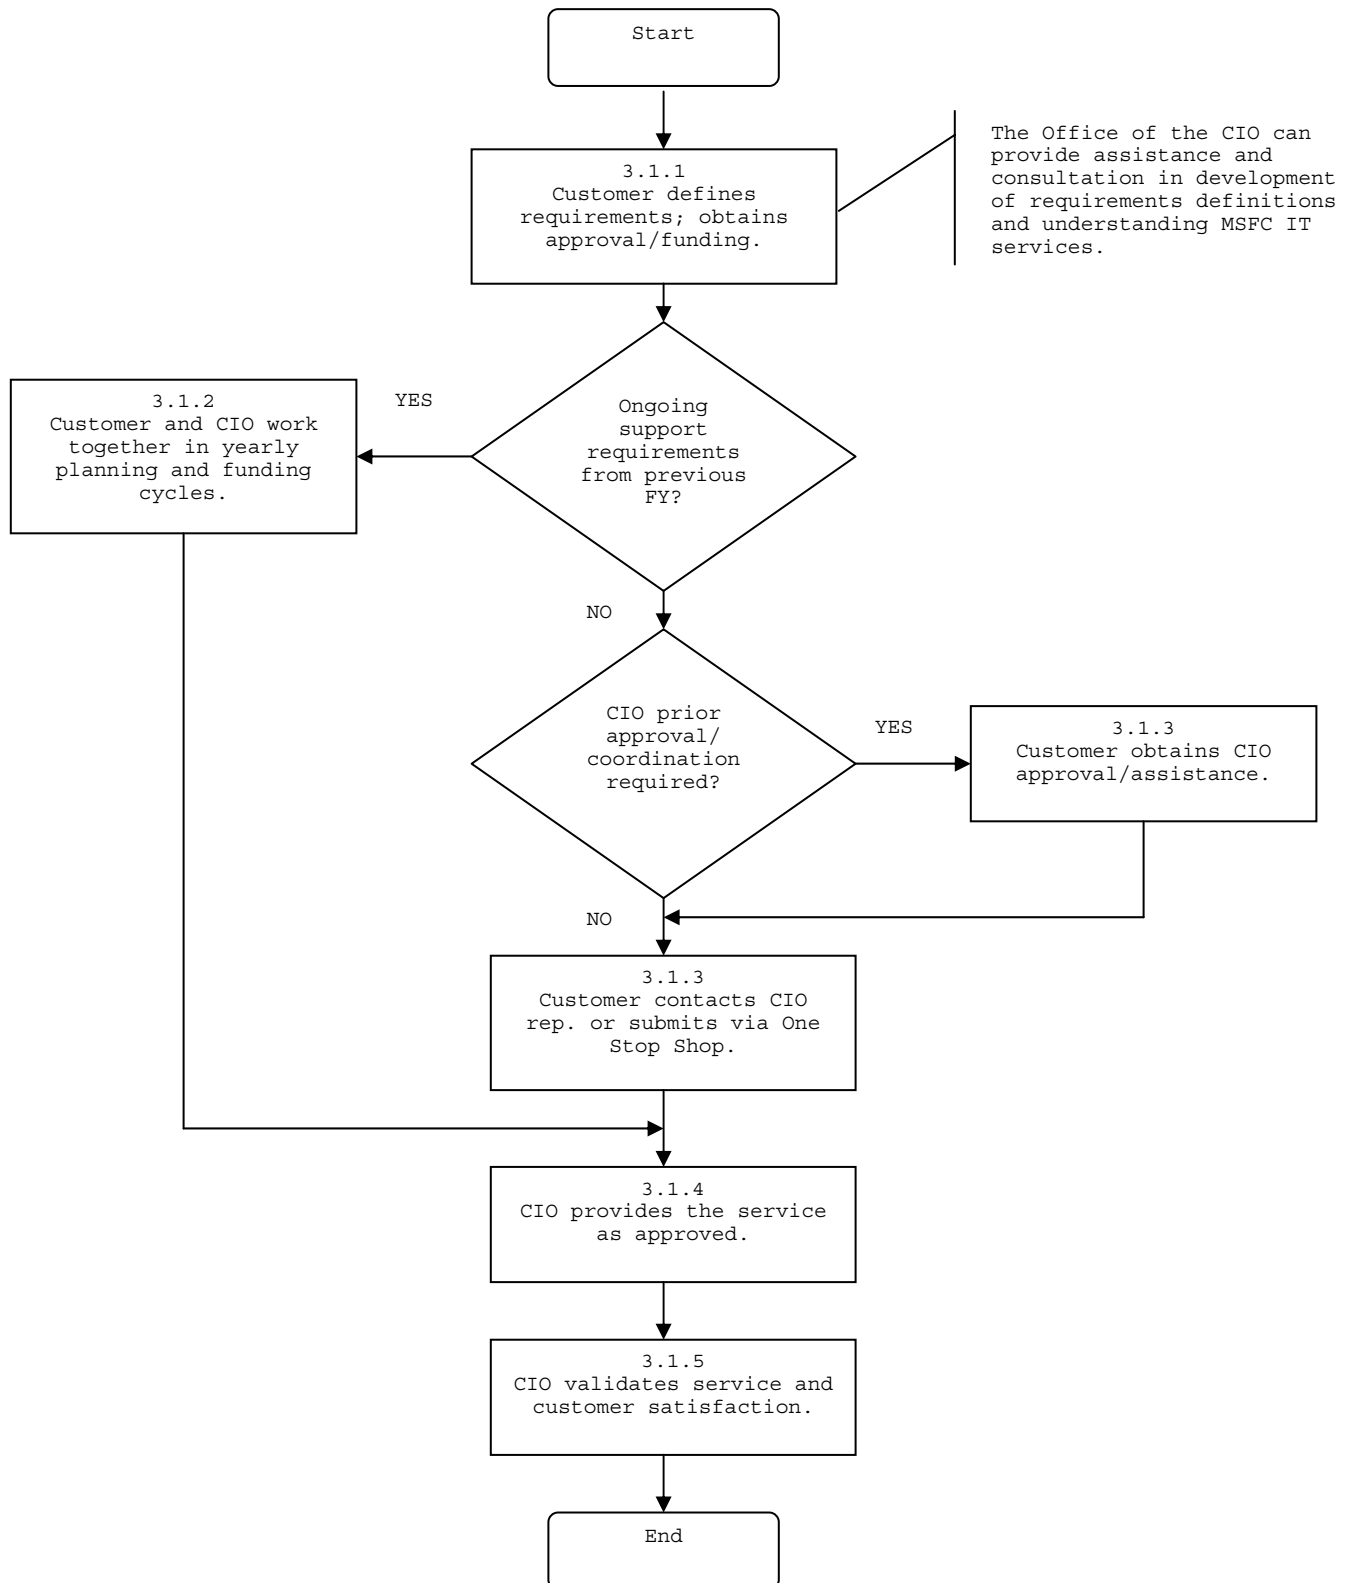 Start
The Office of the CIO can
provide assistance and
consultation in development
of requirements definitions
and understanding MSFC IT
services.
3.1.1
Customer defines
requirements; obtains
approval/funding.
YES
3.1.2
Customer and CIO work
together in yearly
planning and funding
cycles.
Ongoing
support
requirements
from previous
FY?
NO
CIO prior
approval/
coordination
required?
YES
3.1.3
Customer obtains CIO
approval/assistance.
NO
3.1.3
Customer contacts CIO
rep. or submits via One
Stop Shop.
3.1.4
CIO provides the service
as approved.
3.1.5
CIO validates service and
customer satisfaction.
End